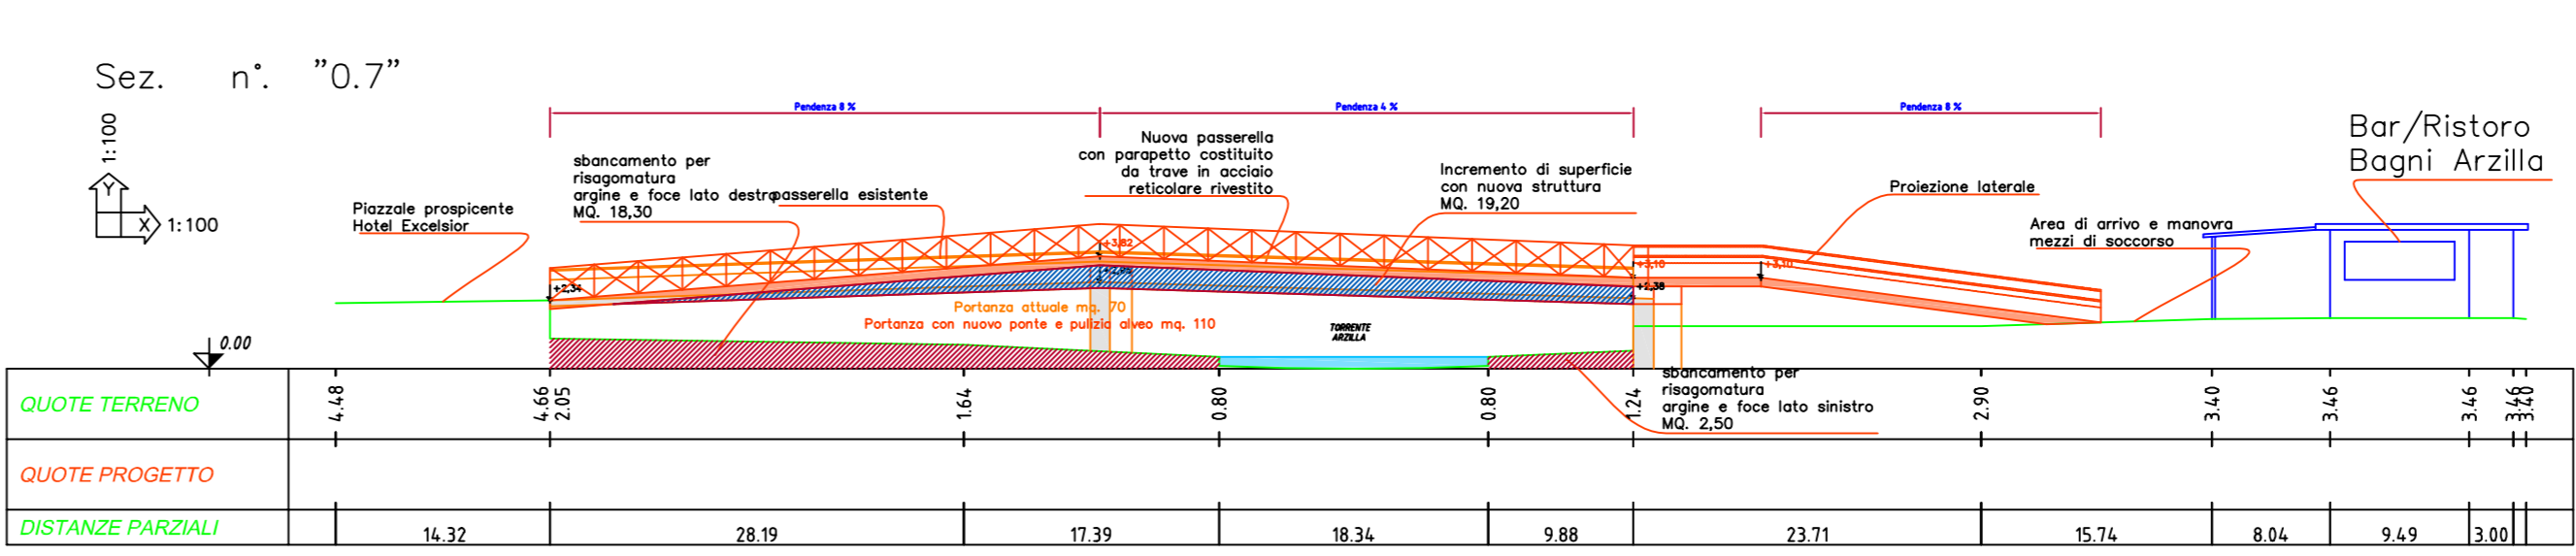 Sez. n°. "0.7"
1:100
Y
X
1:100
Pendenza 8 %
Pendenza 4 %
Pendenza 8 %
Piazzale prospicente
Hotel Excelsior
sbancamento per
risagomatura
argine e foce lato destro
MQ. 18,30
passerella esistente
Nuova passerella
con parapetto costituito
da trave in acciaio
reticolare rivestito
Incremento di superficie
con nuova struttura
MQ. 19,20
Proiezione laterale
Area di arrivo e manovra
mezzi di soccorso
Bar/Ristoro
Bagni Arzilla
+2,34
+3,82
+3,10
+2,38
+3,10
Portanza attuale mq. 70
Portanza con nuovo ponte e pulizia alveo mq. 110
TORRENTE
ARZILLA
0.00
sbancamento per
risagomatura
argine e foce lato sinistro
MQ. 2,50
QUOTE TERRENO
4.48
4.66
2.05
1.64
0.80
0.80
1.24
2.90
3.40
3.46
3.46
3.46
3.40
QUOTE PROGETTO
DISTANZE PARZIALI
14.32
28.19
17.39
18.34
9.88
23.71
15.74
8.04
9.49
3.00